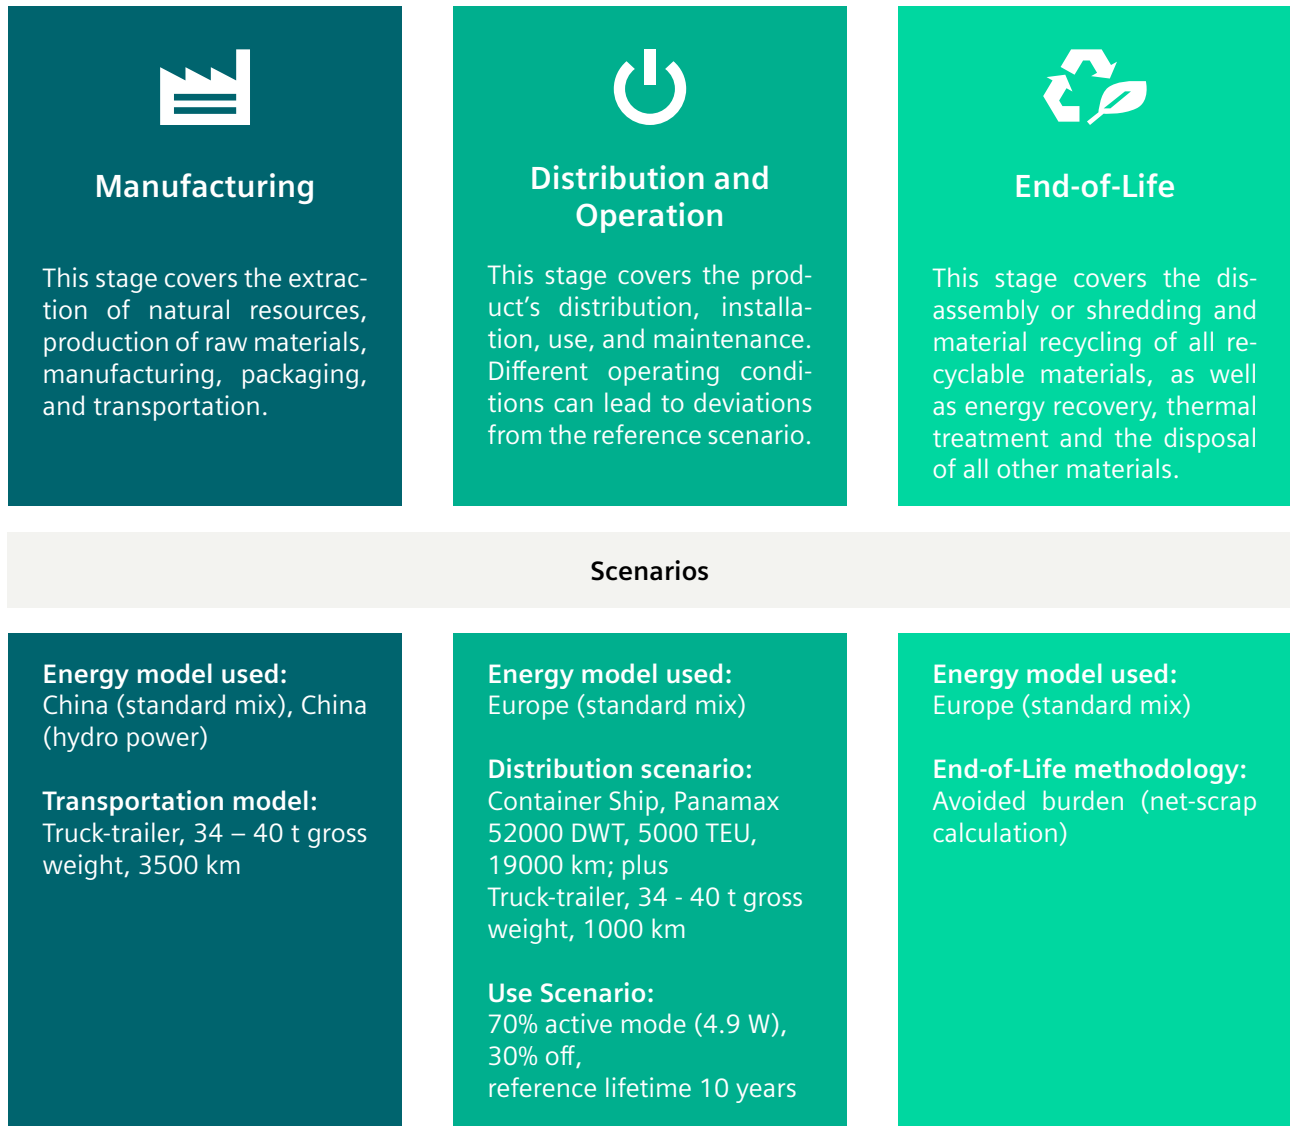 Manufacturing
This stage covers the extrac-
tion of natural resources,
production of raw materials,
manufacturing, packaging,
and transportation.
Distribution and
Operation
This stage covers the prod-
uct's distribution, installa-
tion, use, and maintenance.
Different operating condi-
tions can lead to deviations
from the reference scenario.
End-of-Life
This stage covers the dis-
assembly or shredding and
material recycling of all re-
cyclable materials, as well
as energy recovery, thermal
treatment and the disposal
of all other materials.
Scenarios
Energy model used:
China (standard mix), China
(hydro power)
Transportation model:
Truck-trailer, 34 – 40 t gross
weight, 3500 km
Energy model used:
Europe (standard mix)
Distribution scenario:
Container Ship, Panamax
52000 DWT, 5000 TEU,
19000 km; plus
Truck-trailer, 34 - 40 t gross
weight, 1000 km
Use Scenario:
70% active mode (4.9 W),
30% off,
reference lifetime 10 years
Energy model used:
Europe (standard mix)
End-of-Life methodology:
Avoided burden (net-scrap
calculation)